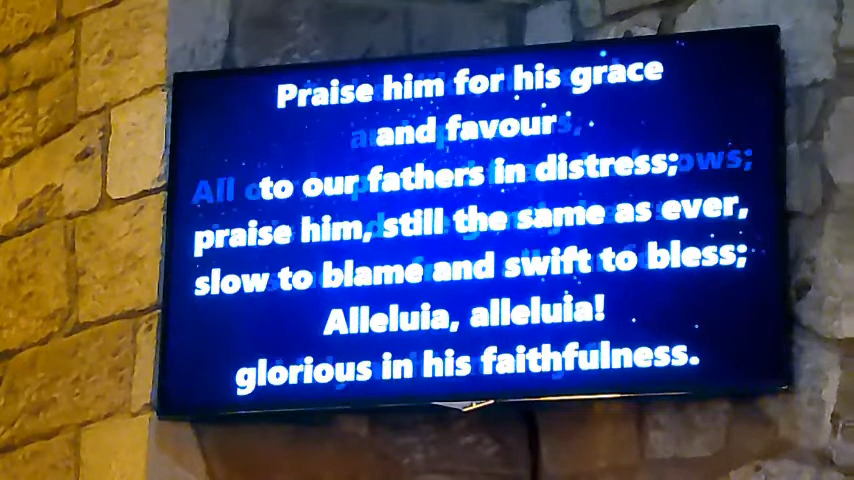 Praise him for his grace
and favour
to our fathers in distress;
praise him, still the same as ever,
slow to blame and swift to bless;
Alleluia, alleluia!
glorious in his faithfulness.